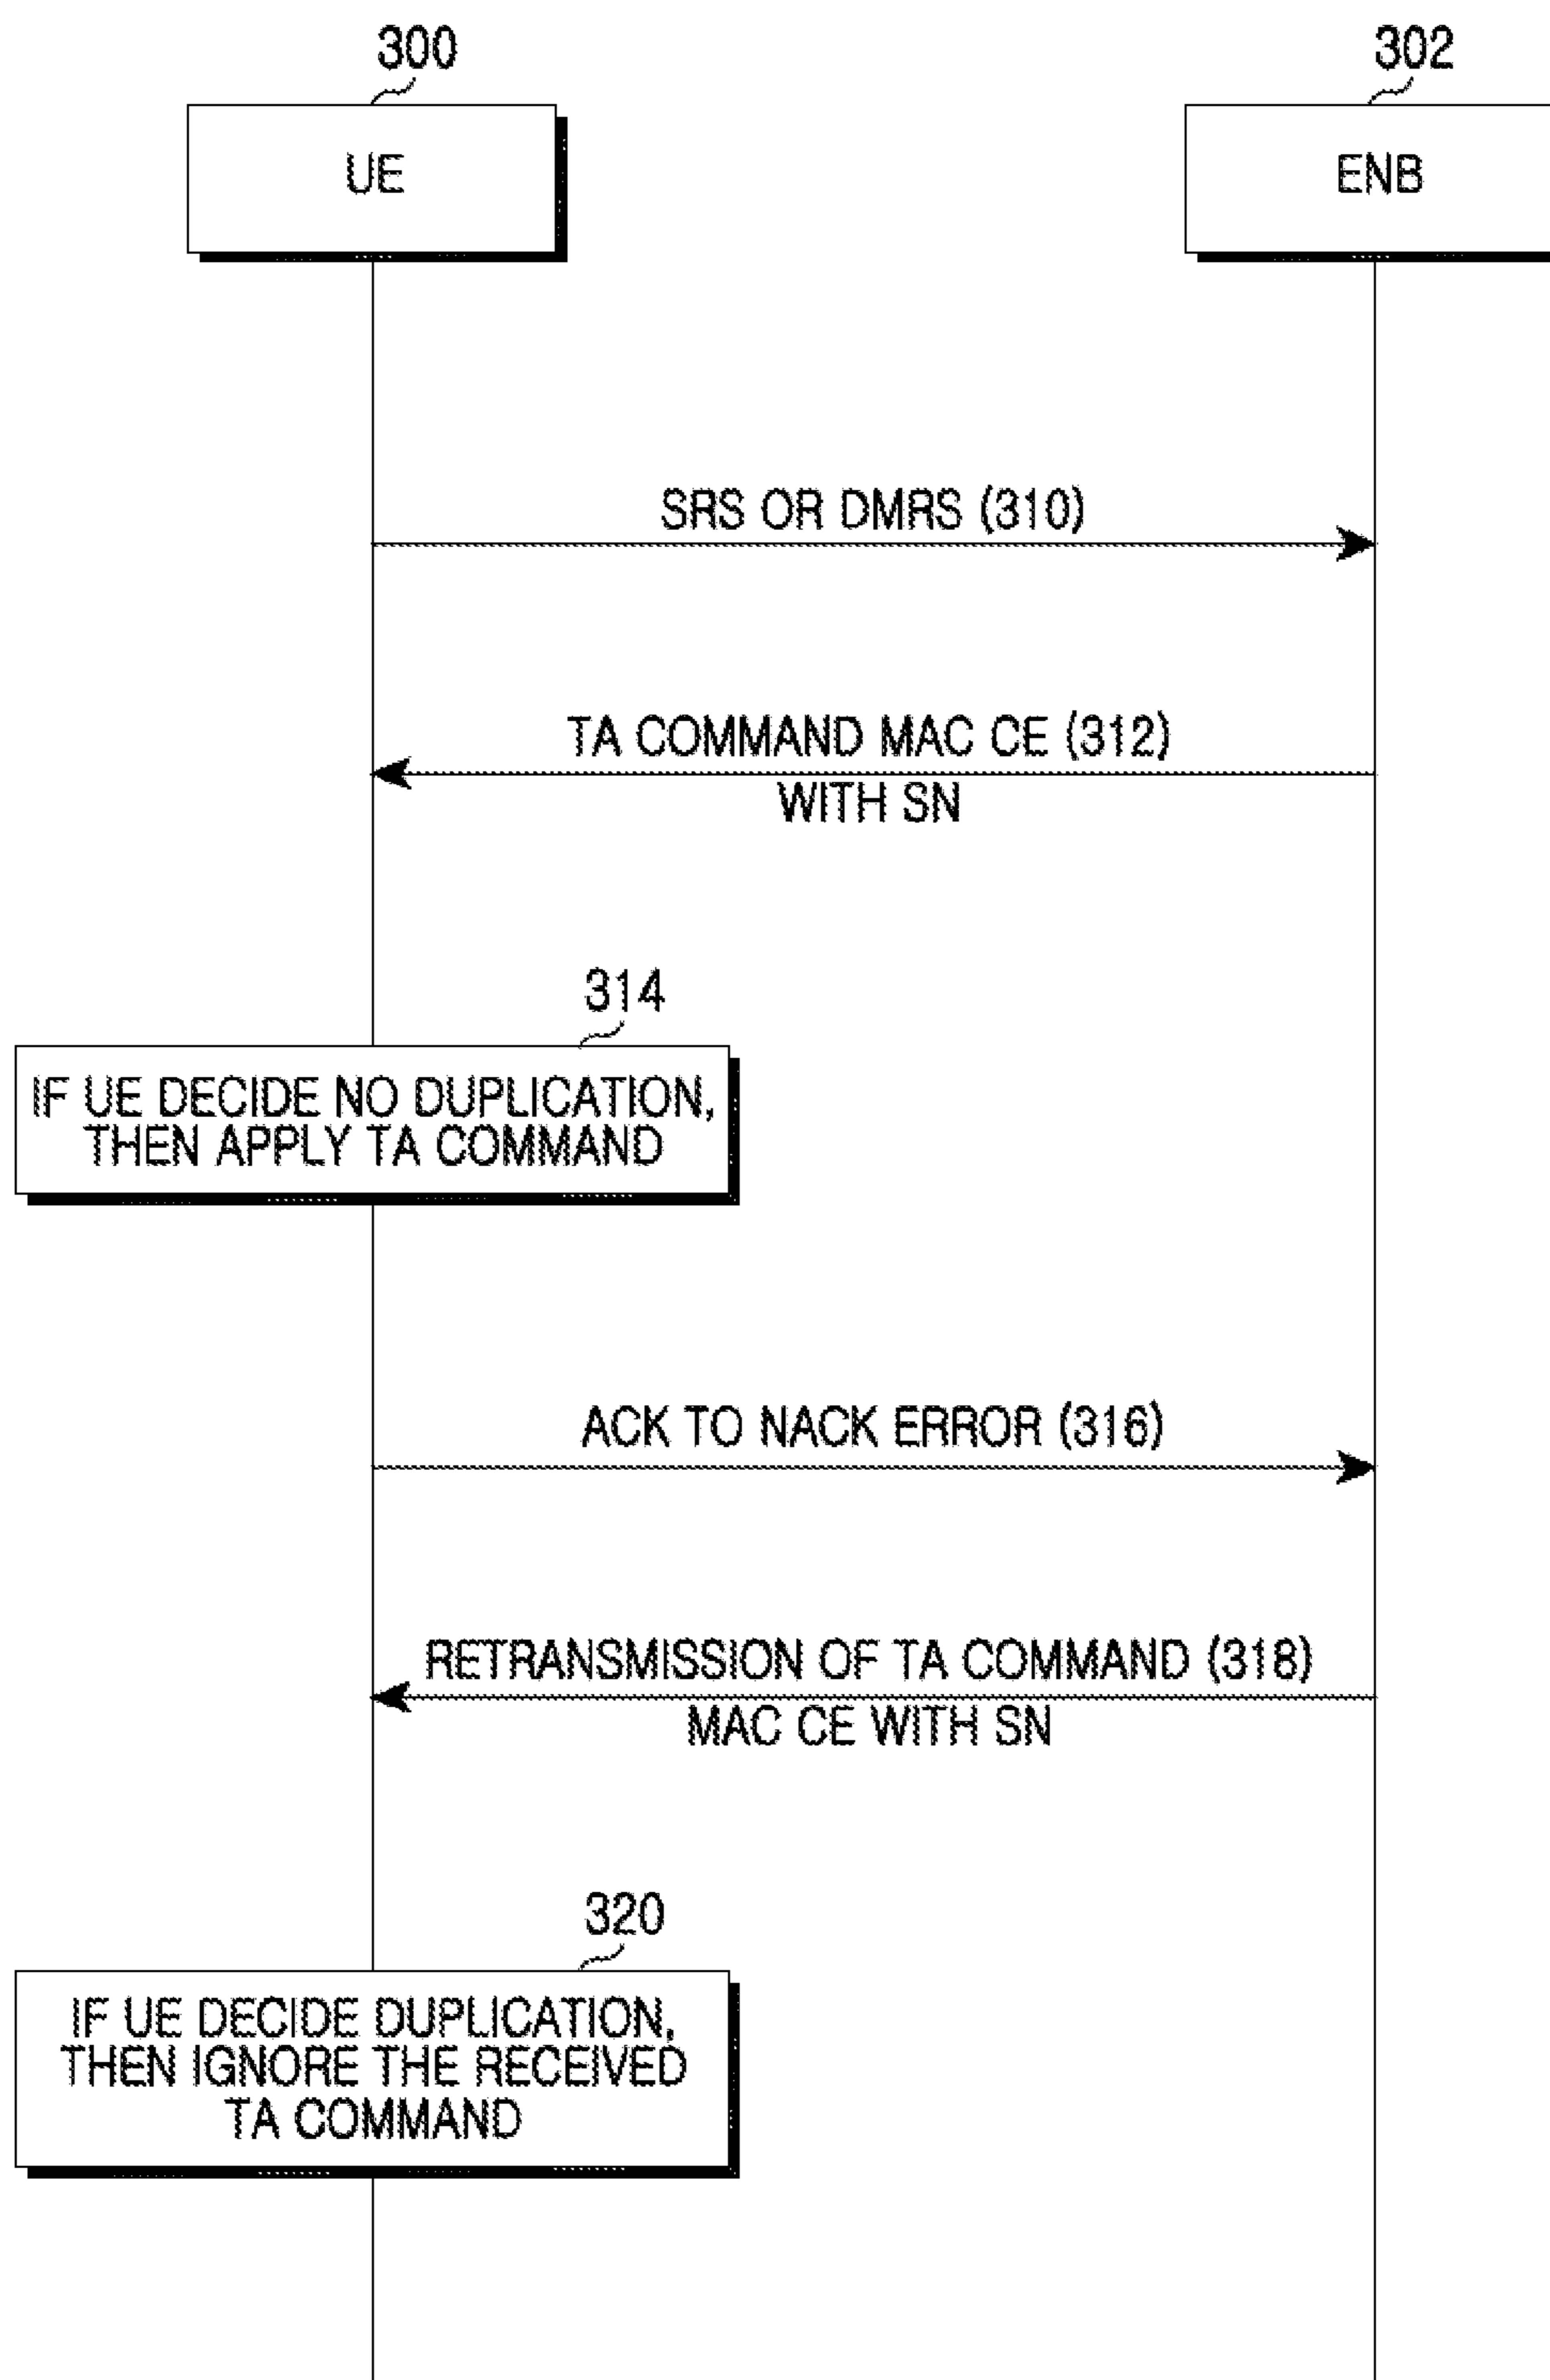 300
302
UE
ENB
SRS OR DMRS (310)
TA COMMAND MAC CE (312)
WITH SN
314
IF UE DECIDE NO DUPLICATION,
THEN APPLY TA COMMAND
ACK TO NACK ERROR (316)
RETRANSMISSION OF TA COMMAND (318)
MAC CE WITH SN
320
IF UE DECIDE DUPLICATION,
THEN IGNORE THE RECEIVED
TA COMMAND